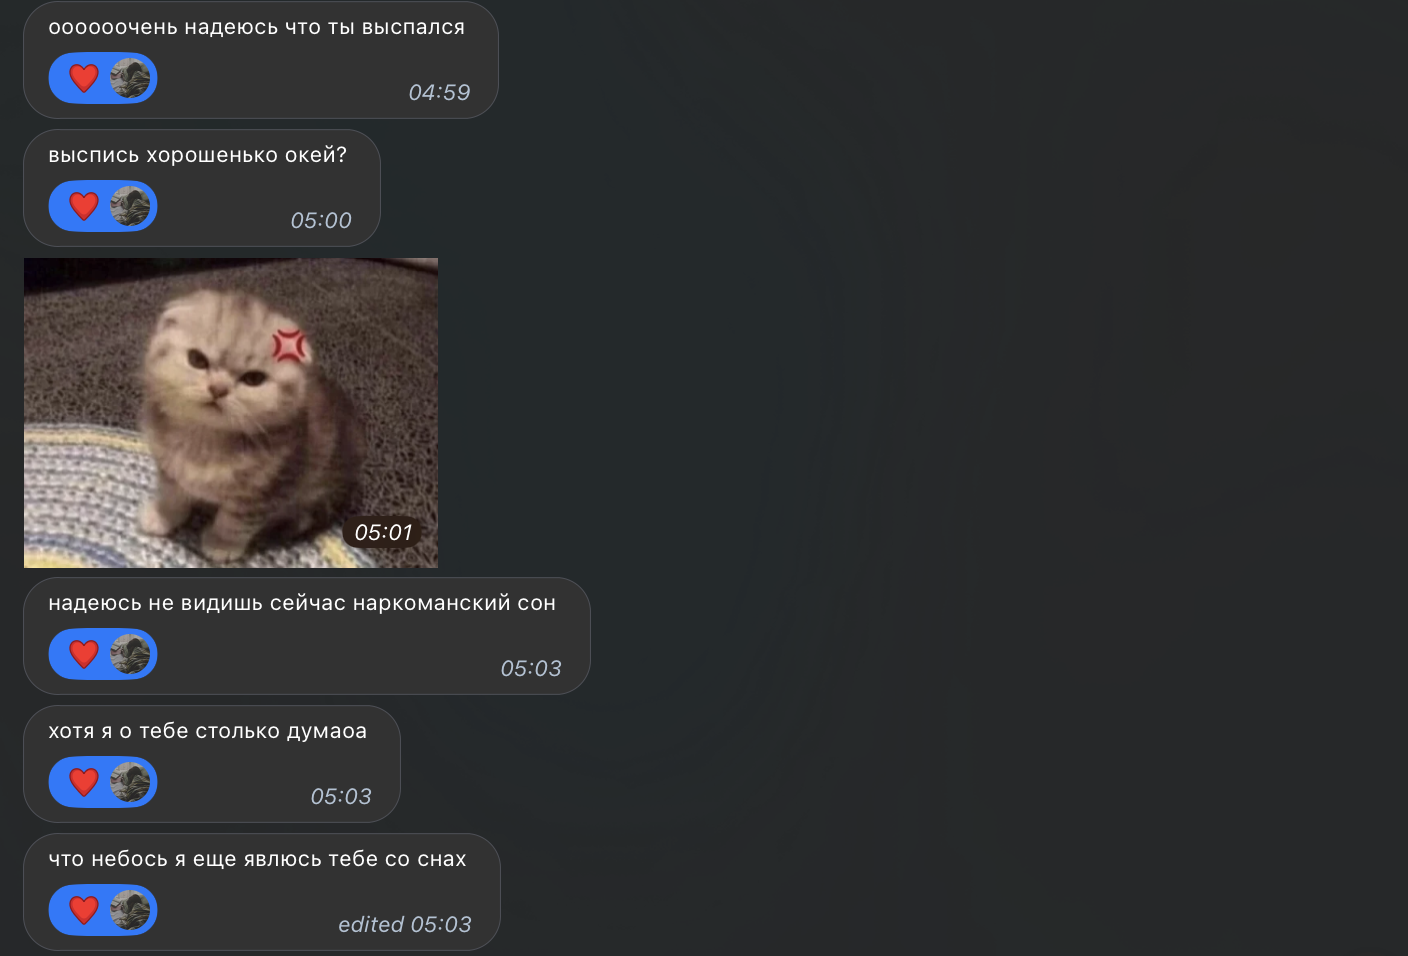 оооооочень надеюсь что ты выспался
04:59
выспись хорошенько окей?
05:00
05:01
надеюсь не видишь сейчас наркоманский сон
05:03
хотя я о тебе столько думаоа
05:03
что небось я еще явлюсь тебе со снах
edited 05:03